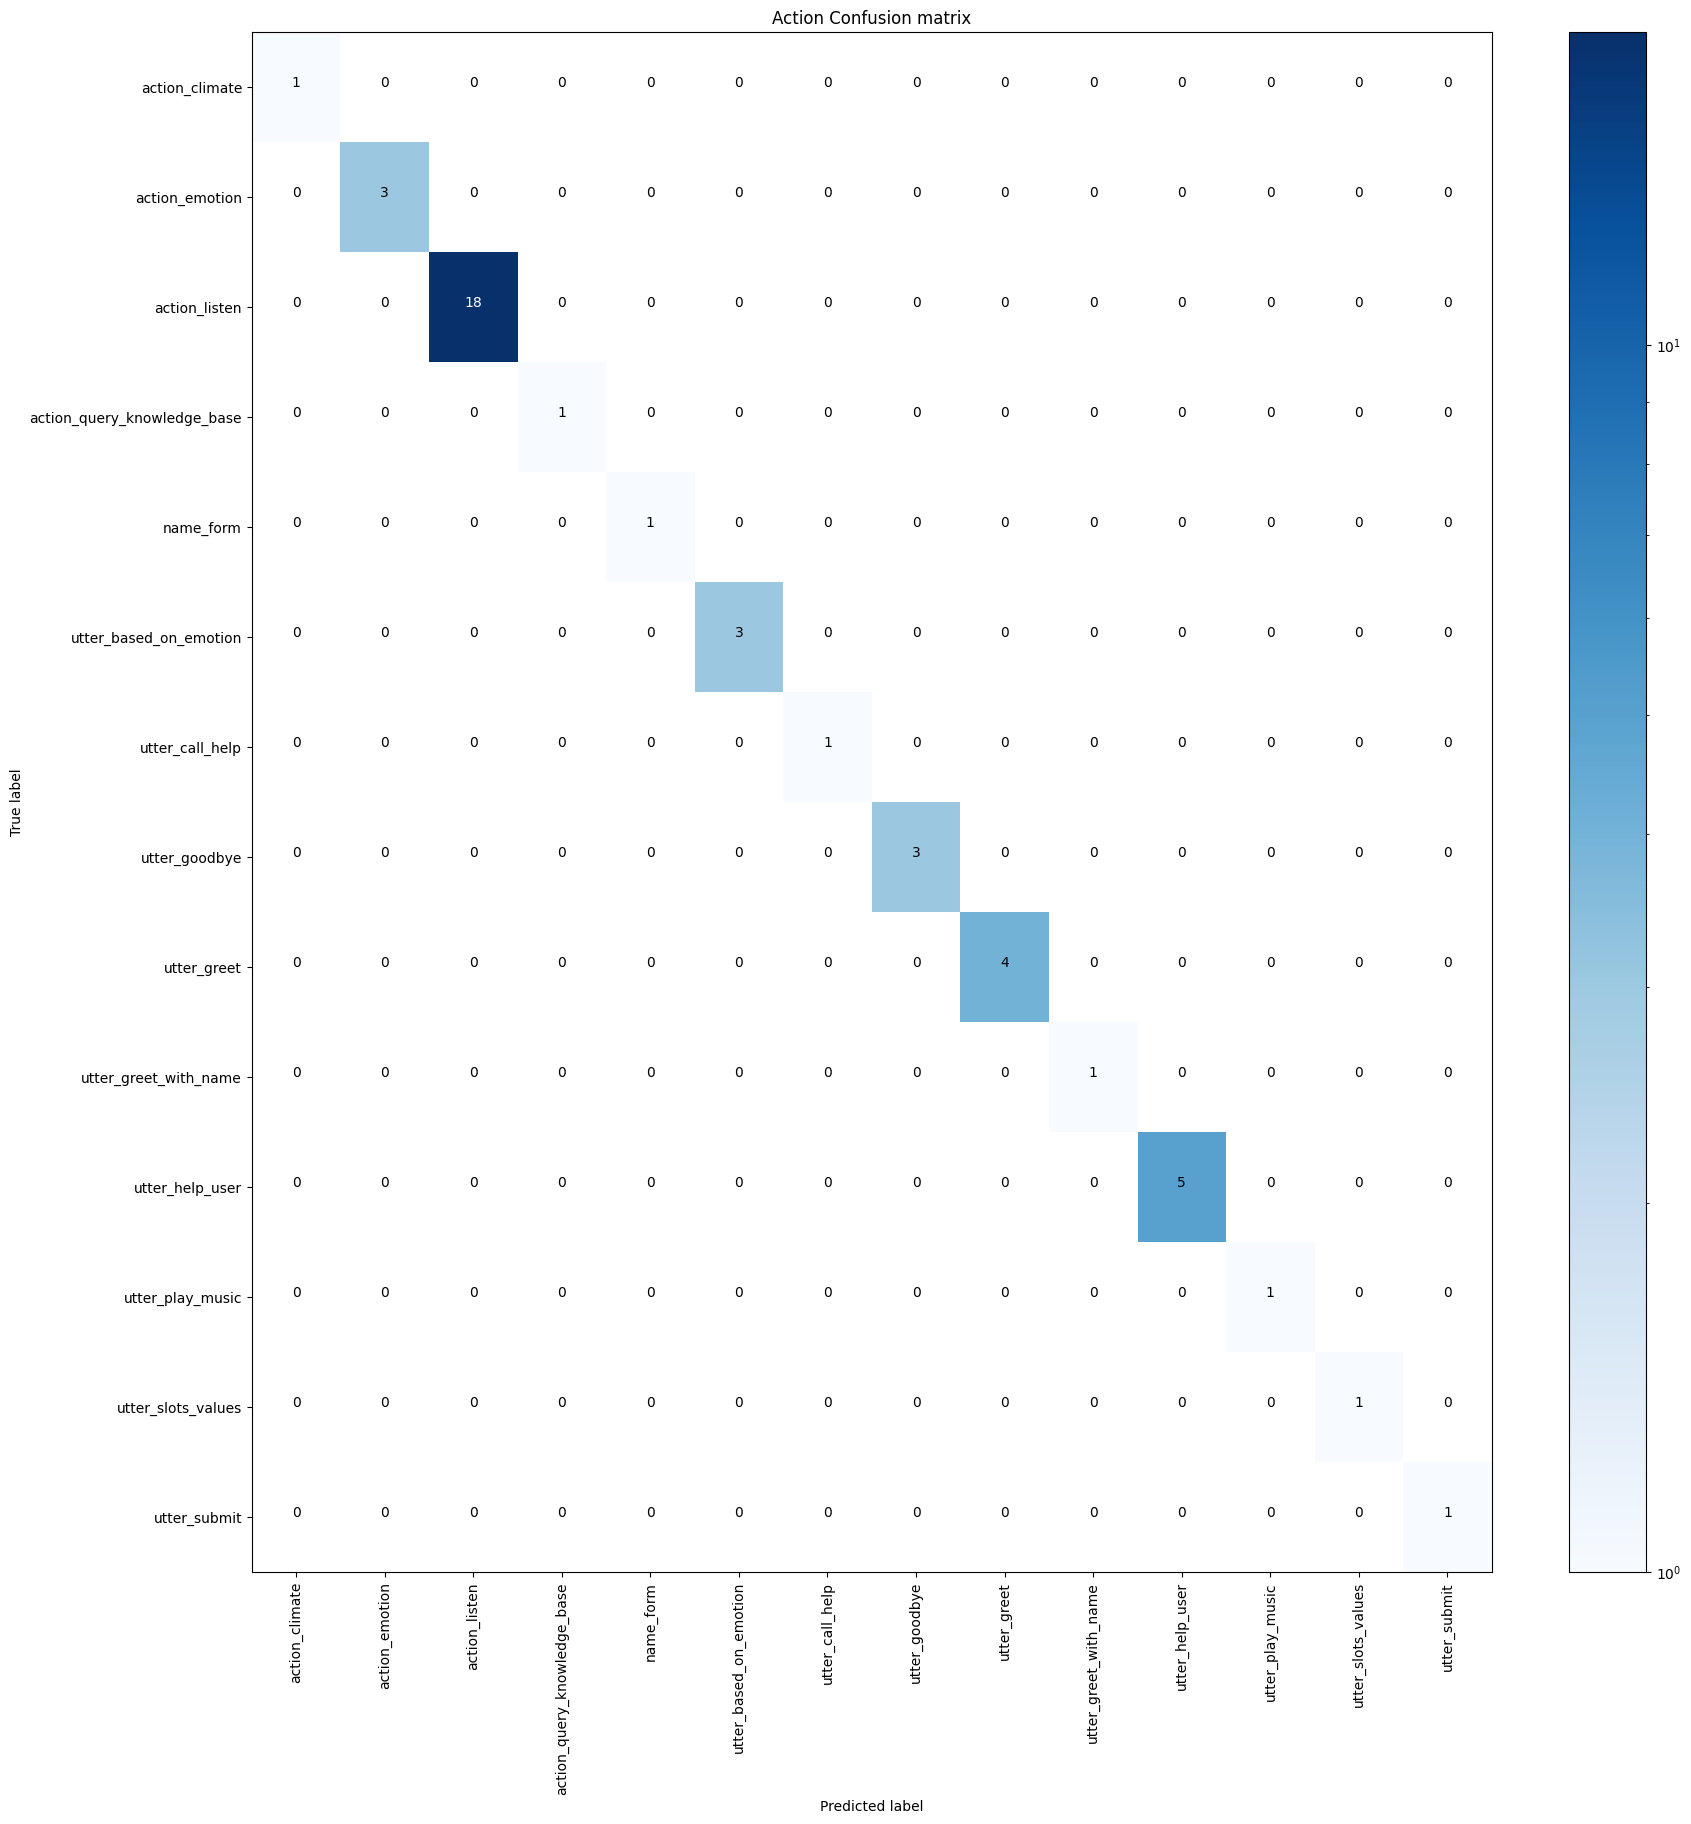 Action Confusion matrix
True label
action_climate 1 0 0 0 0 0 0 0 0 0 0 0 0 0
action_emotion 0 3 0 0 0 0 0 0 0 0 0 0 0 0
action_listen 0 0 18 0 0 0 0 0 0 0 0 0 0 0
action_query_knowledge_base 0 0 0 1 0 0 0 0 0 0 0 0 0 0
name_form 0 0 0 0 1 0 0 0 0 0 0 0 0 0
utter_based_on_emotion 0 0 0 0 0 3 0 0 0 0 0 0 0 0
utter_call_help 0 0 0 0 0 0 1 0 0 0 0 0 0 0
utter_goodbye 0 0 0 0 0 0 0 3 0 0 0 0 0 0
utter_greet 0 0 0 0 0 0 0 0 4 0 0 0 0 0
utter_greet_with_name 0 0 0 0 0 0 0 0 0 1 0 0 0 0
utter_help_user 0 0 0 0 0 0 0 0 0 0 5 0 0 0
utter_play_music 0 0 0 0 0 0 0 0 0 0 0 1 0 0
utter_slots_values 0 0 0 0 0 0 0 0 0 0 0 0 1 0
utter_submit 0 0 0 0 0 0 0 0 0 0 0 0 0 1
action_climate
action_emotion
action_listen
action_query_knowledge_base
name_form
utter_based_on_emotion
utter_call_help
utter_goodbye
utter_greet
utter_greet_with_name
utter_help_user
utter_play_music
utter_slots_values
utter_submit
Predicted label
10¹
10⁰